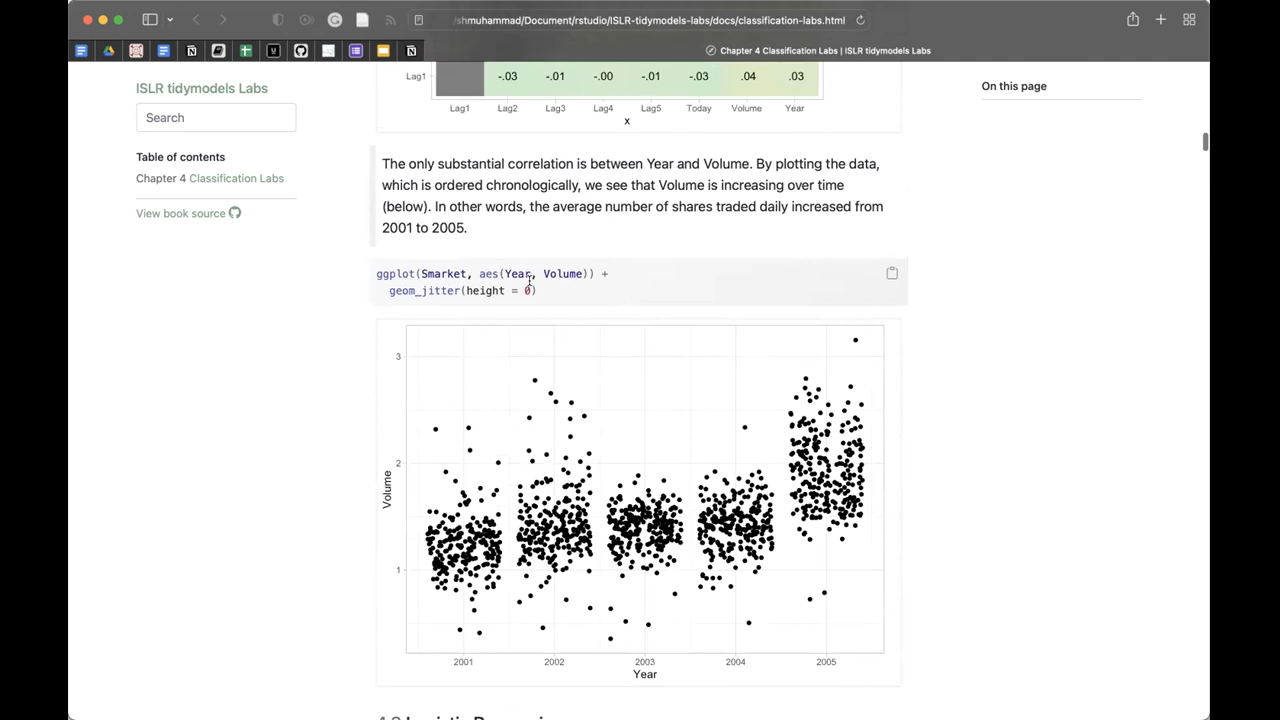 /shmuhammad/Document/rstudio/ISLR-tidymodels-labs/docs/classification-labs.html
Chapter 4 Classification Labs | ISLR tidymodels Labs
ISLR tidymodels Labs
Search
Table of contents
Chapter 4 Classification Labs
View book source
Lag1 -.03 -.01 -.00 -.01 -.03 .04 .03
Lag1 Lag2 Lag3 Lag4 Lag5 Today Volume Year
x
The only substantial correlation is between Year and Volume. By plotting the data,
which is ordered chronologically, we see that Volume is increasing over time
(below). In other words, the average number of shares traded daily increased from
2001 to 2005.
ggplot(Smarket, aes(Year, Volume)) +
geom_jitter(height = 0)
3
2
1
Volume
2001 2002 2003 2004 2005
Year
On this page